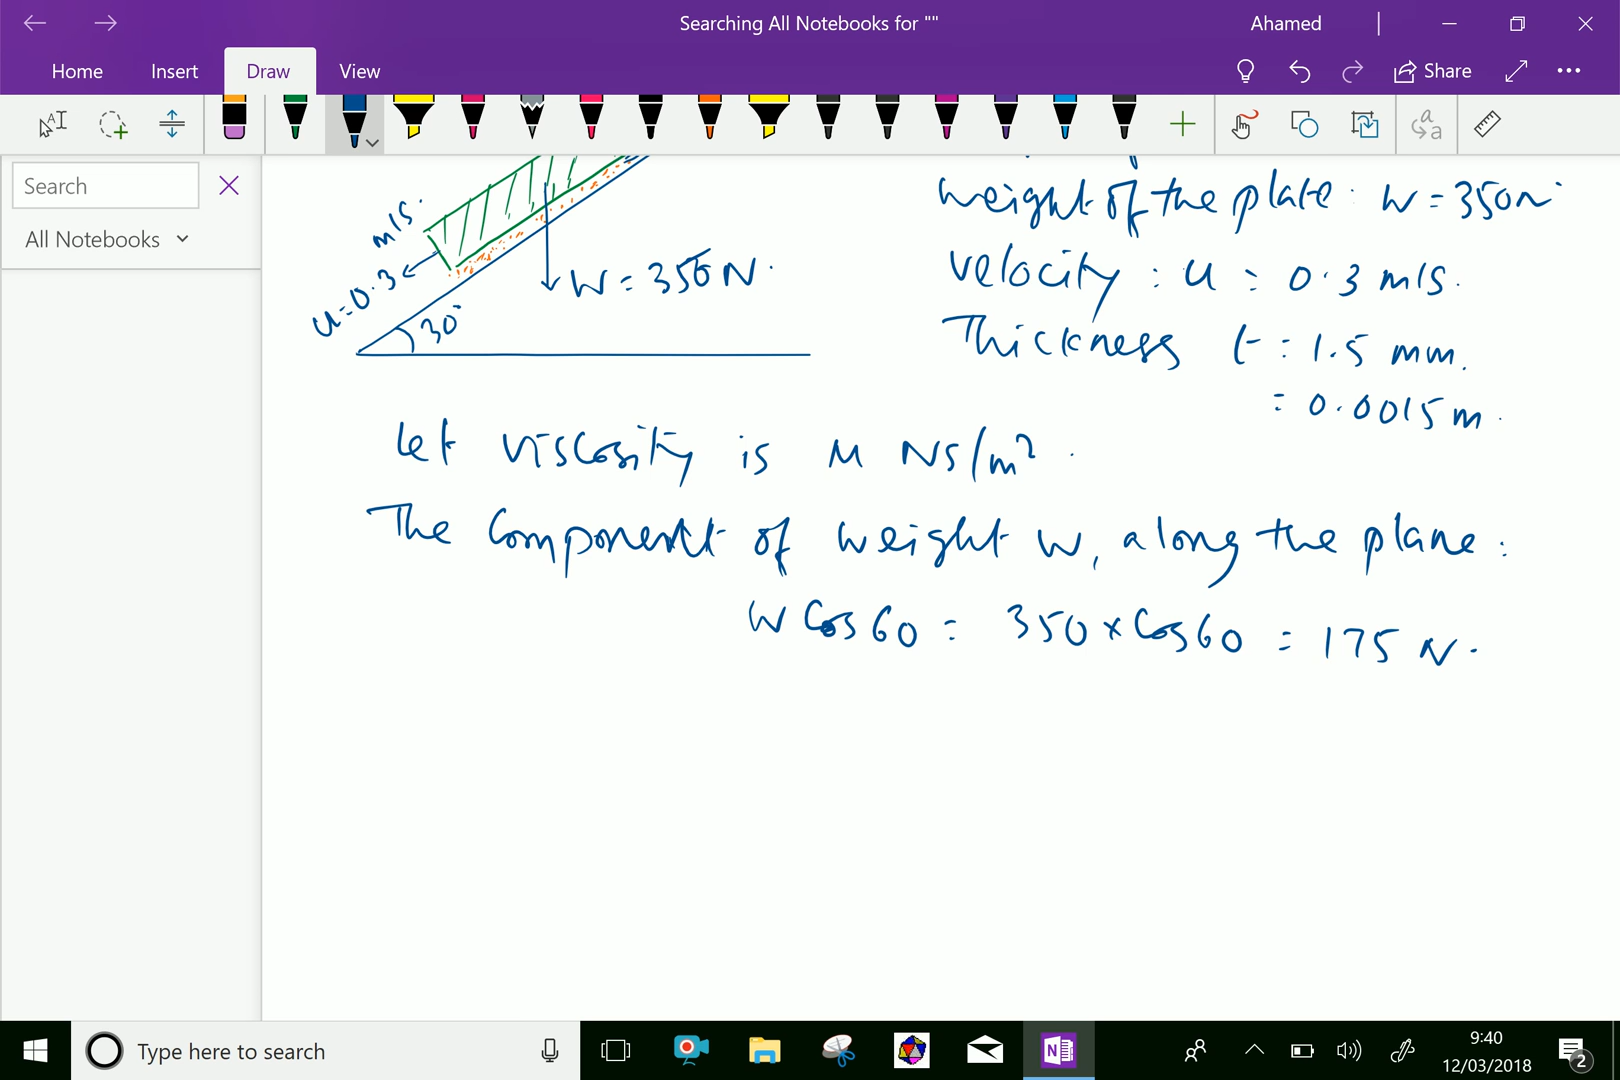 Searching All Notebooks for ""
Ahamed
Home
Insert
Draw
View
Share
Search
All Notebooks
u=0.3 m/s.
30°
W = 350N.
weight of the plate : W = 350N
velocity : u = 0.3 m/s.
Thickness t = 1.5 mm.
= 0.0015 m.
Let viscosity is μ Ns/m².
The component of weight W, along the plane :
W Cos 60 = 350 × Cos 60 = 175 N.
Type here to search
9:40
12/03/2018
2